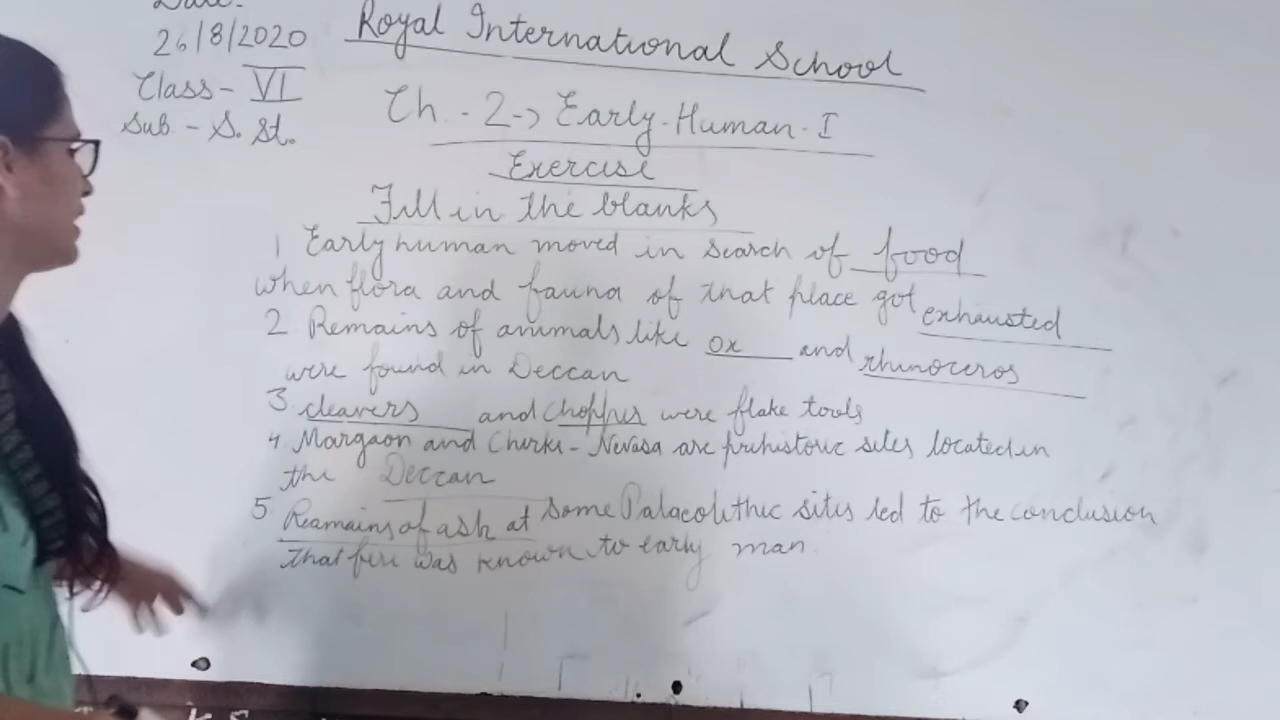 Date:
26/8/2020
Royal International School
Class - VI
Sub - S. St.
Ch. - 2 -> Early - Human - I
Exercise
Fill in the blanks
1 Early human moved in search of food
when flora and fauna of that place got exhausted
2 Remains of animals like ox and rhinoceros
were found in Deccan
3 cleavers and Chopper were flake tools
4 Margaon and Chirki - Nevasa are prehistoric sites located in
the Deccan
5 Reamains of ash at some Palaeolithic sites led to the conclusion
that fire was known to early man